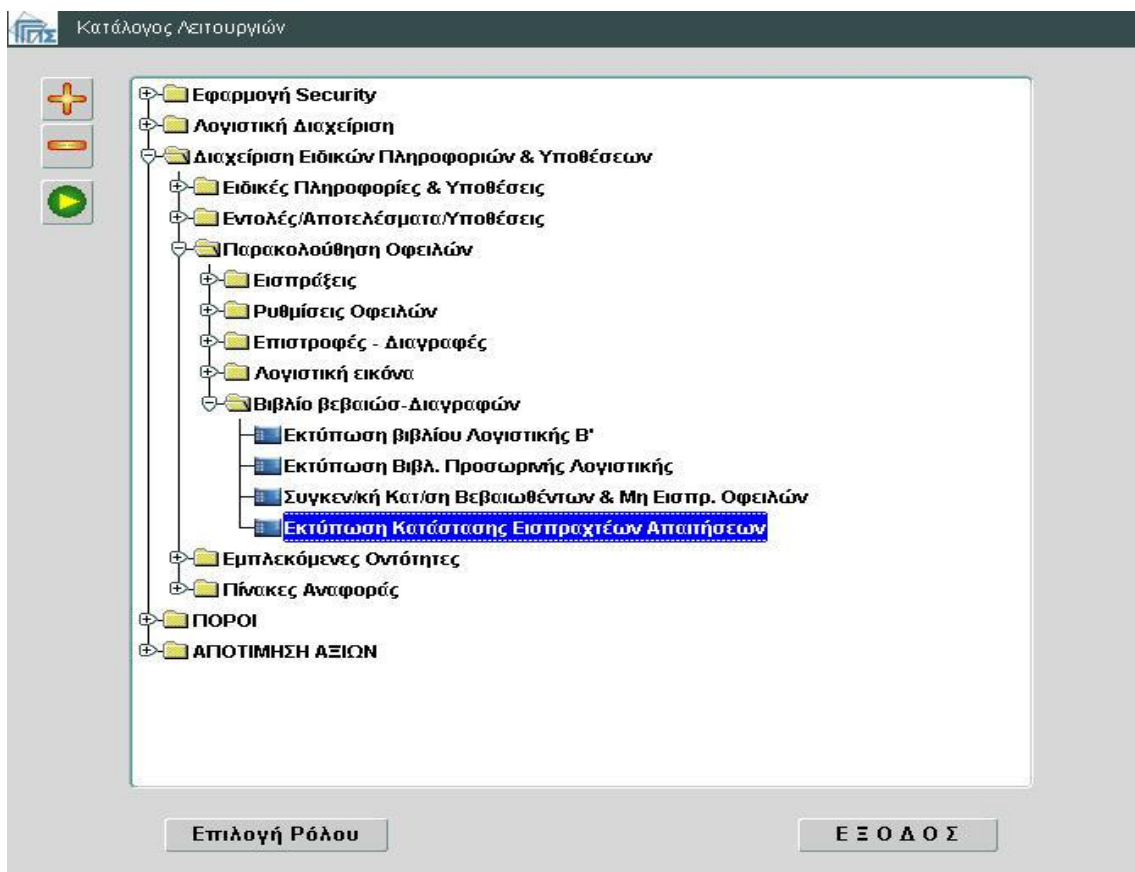 ΓΓΠΣ Κατάλογος Λειτουργιών
Εφαρμογή Security
Λογιστική Διαχείριση
Διαχείριση Ειδικών Πληροφοριών & Υποθέσεων
Ειδικές Πληροφορίες & Υποθέσεις
Εντολές/Αποτελέσματα/Υποθέσεις
Παρακολούθηση Οφειλών
Εισπράξεις
Ρυθμίσεις Οφειλών
Επιστροφές - Διαγραφές
Λογιστική εικόνα
Βιβλίο βεβαιώσ-Διαγραφών
Εκτύπωση βιβλίου Λογιστικής Β'
Εκτύπωση Βιβλ. Προσωρινής Λογιστικής
Συγκεν/κή Κατ/ση Βεβαιωθέντων & Μη Εισπρ. Οφειλών
Εκτύπωση Κατάστασης Εισπραχτέων Απαιτήσεων
Εμπλεκόμενες Οντότητες
Πίνακες Αναφοράς
ΠΟΡΟΙ
ΑΠΟΤΙΜΗΣΗ ΑΞΙΩΝ
Επιλογή Ρόλου
Ε Ξ Ο Δ Ο Σ